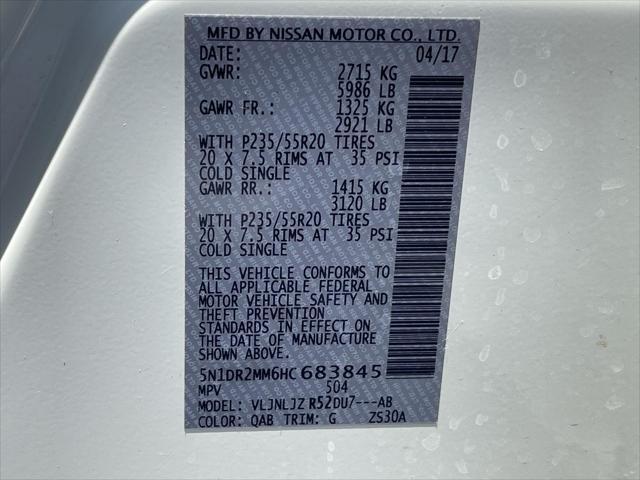 MFD BY NISSAN MOTOR CO., LTD.
DATE: 04/17
GVWR: 2715 KG
5986 LB
GAWR FR.: 1325 KG
2921 LB
WITH P235/55R20 TIRES
20 X 7.5 RIMS AT 35 PSI
COLD SINGLE
GAWR RR.: 1415 KG
3120 LB
WITH P235/55R20 TIRES
20 X 7.5 RIMS AT 35 PSI
COLD SINGLE
THIS VEHICLE CONFORMS TO
ALL APPLICABLE FEDERAL
MOTOR VEHICLE SAFETY AND
THEFT PREVENTION
STANDARDS IN EFFECT ON
THE DATE OF MANUFACTURE
SHOWN ABOVE.
5N1DR2MM6HC683845
MPV 504
MODEL: VLJNLJZ R52DU7---AB
COLOR: QAB TRIM: G ZS30A